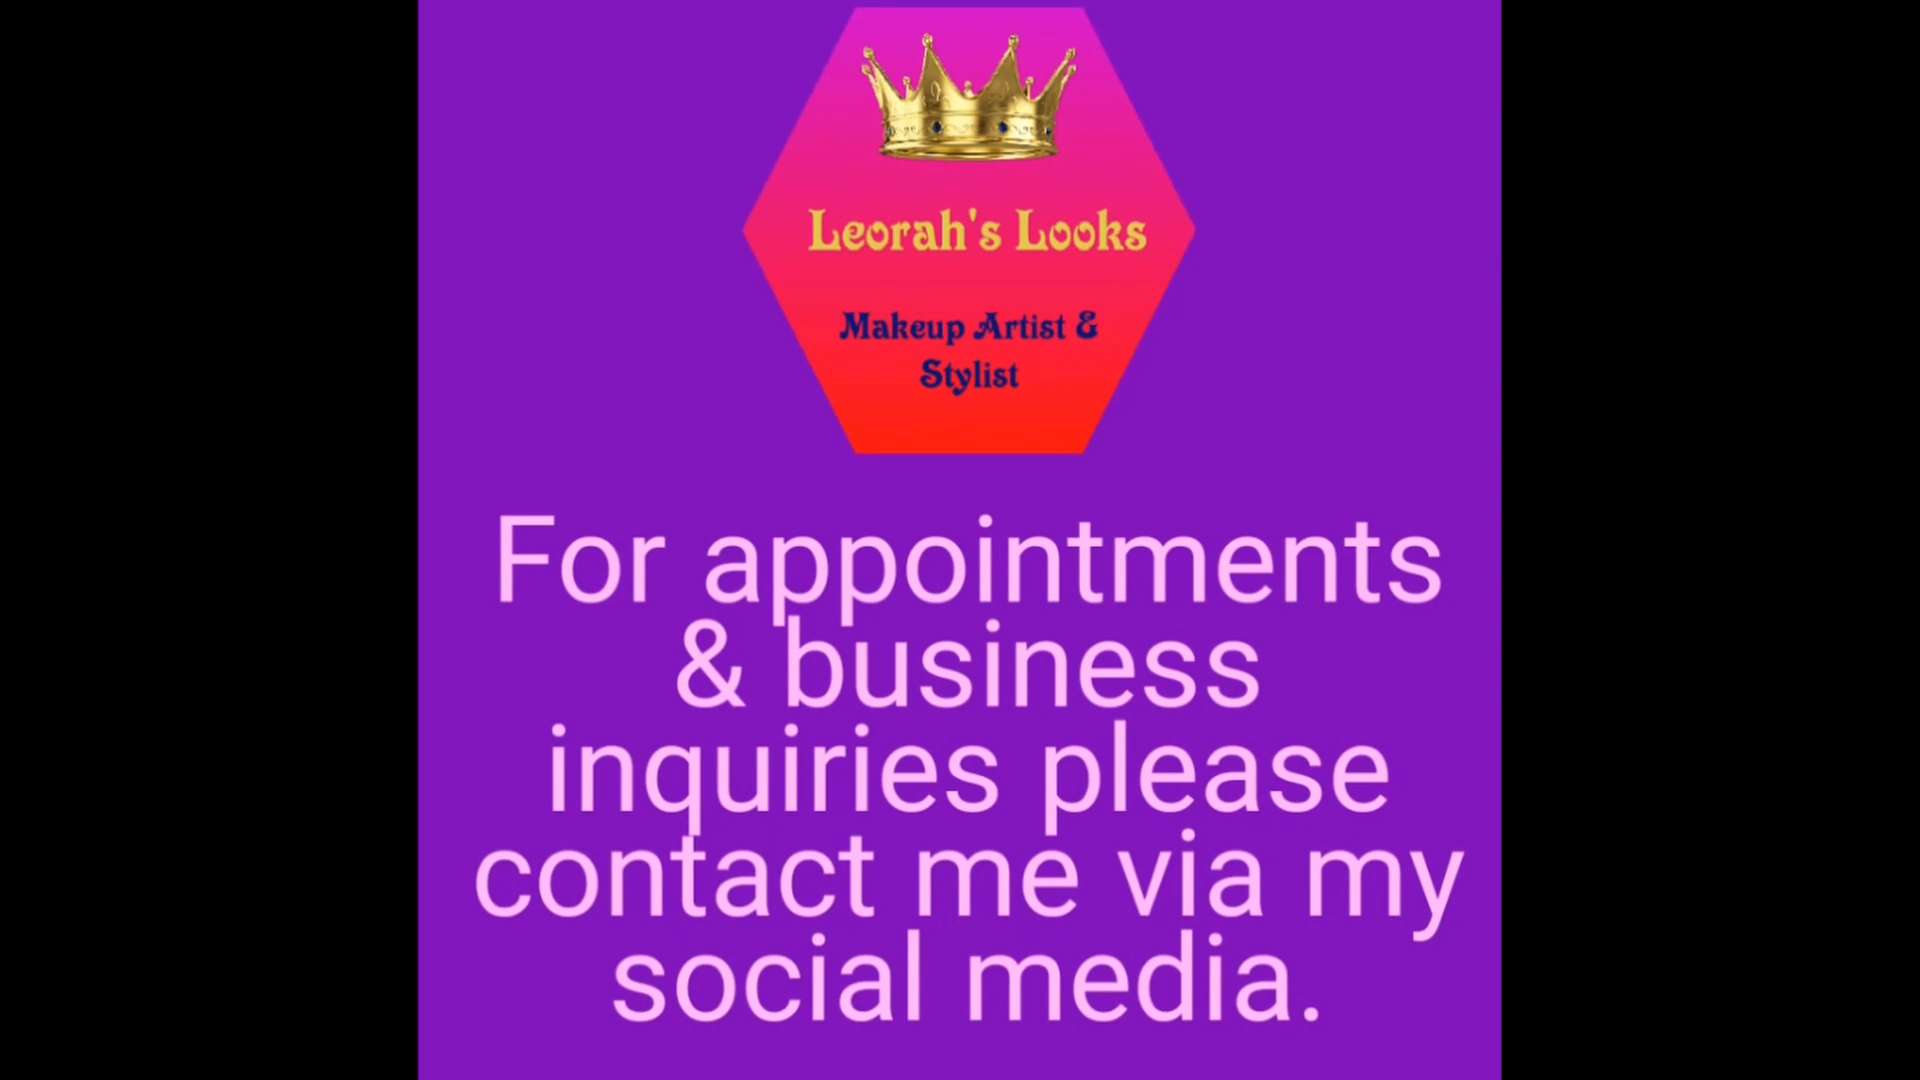 Leorah's Looks
Makeup Artist &
Stylist
For appointments
& business
inquiries please
contact me via my
social media.